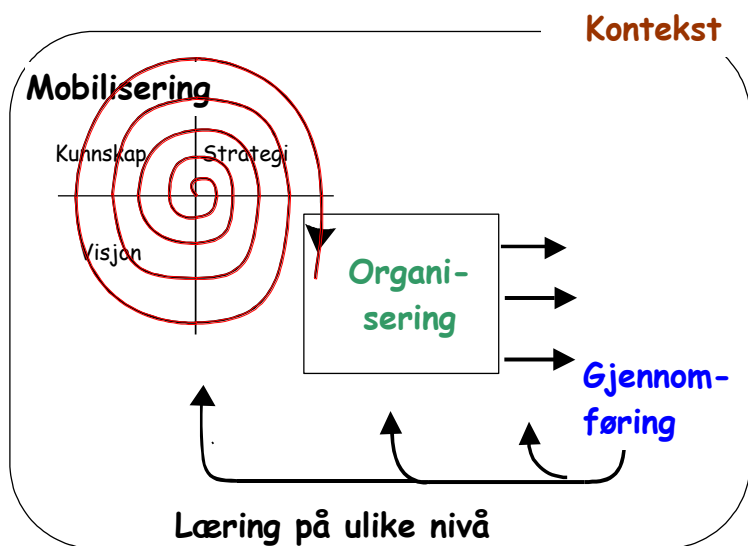 Kontekst
Mobilisering
Kunnskap Strategi
Visjon
Organi-
sering
Gjennom-
føring
Læring på ulike nivå